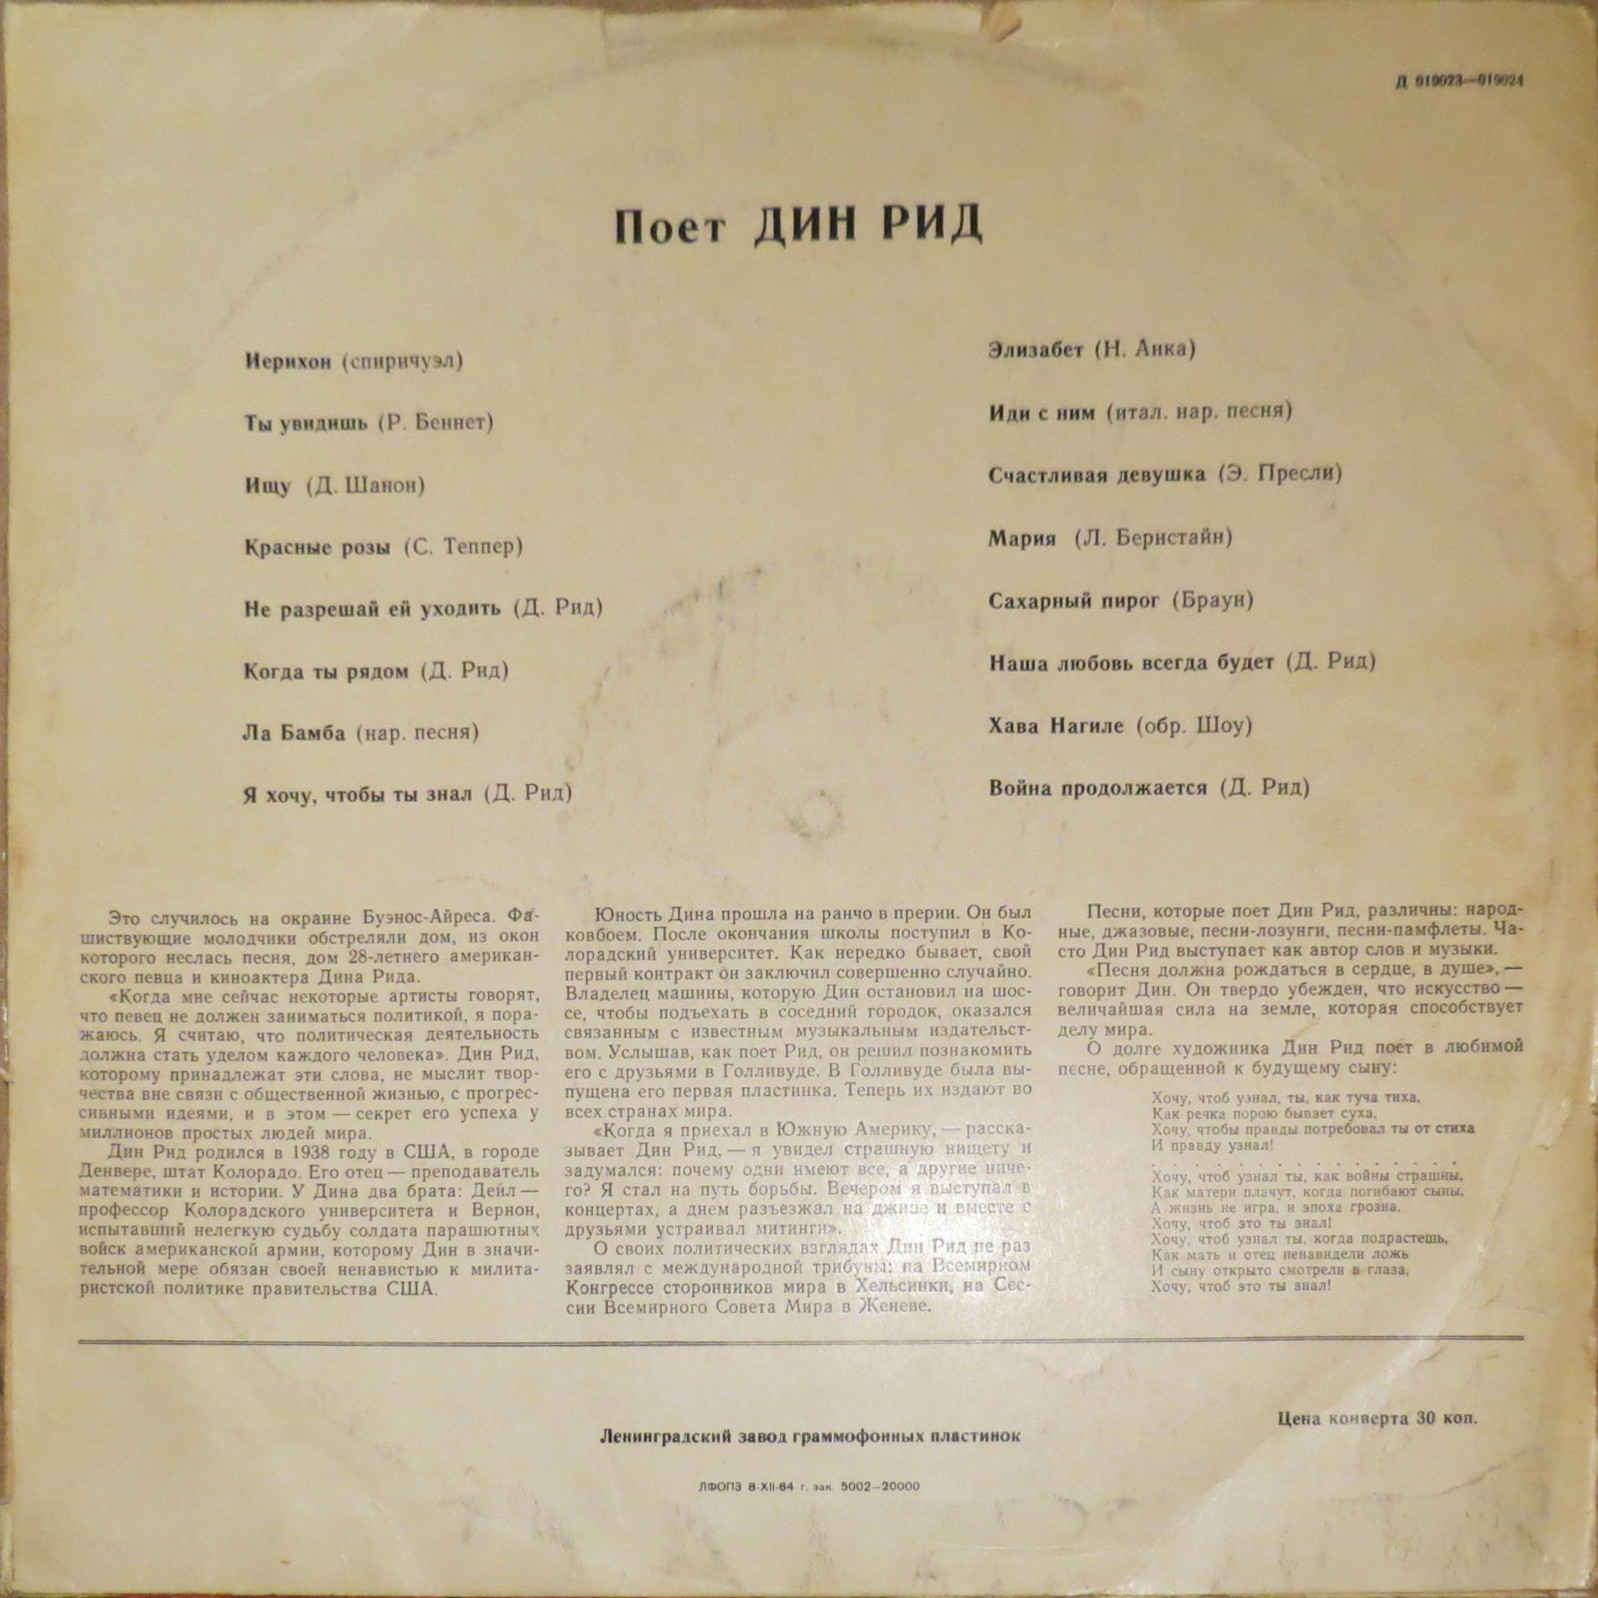 Д 019023—019024
Поет ДИН РИД
Иерихон (спиричуэл)
Ты увидишь (Р. Беннет)
Ищу (Д. Шанон)
Красные розы (С. Теппер)
Не разрешай ей уходить (Д. Рид)
Когда ты рядом (Д. Рид)
Ла Бамба (нар. песня)
Я хочу, чтобы ты знал (Д. Рид)
Элизабет (Н. Анка)
Иди с ним (итал. нар. песня)
Счастливая девушка (Э. Пресли)
Мария (Л. Бернстайн)
Сахарный пирог (Браун)
Наша любовь всегда будет (Д. Рид)
Хава Нагиле (обр. Шоу)
Война продолжается (Д. Рид)
Это случилось на окраине Буэнос-Айреса. Фа-
шиствующие молодчики обстреляли дом, из окон
которого неслась песня, дом 28-летнего американ-
ского певца и киноактера Дина Рида.
«Когда мне сейчас некоторые артисты говорят,
что певец не должен заниматься политикой, я пора-
жаюсь. Я считаю, что политическая деятельность
должна стать уделом каждого человека». Дин Рид,
которому принадлежат эти слова, не мыслит твор-
чества вне связи с общественной жизнью, с прогрес-
сивными идеями, и в этом — секрет его успеха у
миллионов простых людей мира.
Дин Рид родился в 1938 году в США, в городе
Денвере, штат Колорадо. Его отец — преподаватель
математики и истории. У Дина два брата: Дейл —
профессор Колорадского университета и Вернон,
испытавший нелегкую судьбу солдата парашютных
войск американской армии, которому Дин в значи-
тельной мере обязан своей ненавистью к милита-
ристской политике правительства США.
Юность Дина прошла на ранчо в прерии. Он был
ковбоем. После окончания школы поступил в Ко-
лорадский университет. Как нередко бывает, свой
первый контракт он заключил совершенно случайно.
Владелец машины, которую Дин остановил на шос-
се, чтобы подъехать в соседний городок, оказался
связанным с известным музыкальным издательст-
вом. Услышав, как поет Рид, он решил познакомить
его с друзьями в Голливуде. В Голливуде была вы-
пущена его первая пластинка. Теперь их издают во
всех странах мира.
«Когда я приехал в Южную Америку, — расска-
зывает Дин Рид, — я увидел страшную нищету и
задумался: почему одни имеют все, а другие ниче-
го? Я стал на путь борьбы. Вечером я выступал в
концертах, а днем разъезжал на джипе и вместе с
друзьями устраивал митинги».
О своих политических взглядах Дин Рид не раз
заявлял с международной трибуны: на Всемирном
Конгрессе сторонников мира в Хельсинки, на Сес-
сии Всемирного Совета Мира в Женеве.
Песни, которые поет Дин Рид, различны: народ-
ные, джазовые, песни-лозунги, песни-памфлеты. Ча-
сто Дин Рид выступает как автор слов и музыки.
«Песня должна рождаться в сердце, в душе», —
говорит Дин. Он твердо убежден, что искусство —
величайшая сила на земле, которая способствует
делу мира.
О долге художника Дин Рид поет в любимой
песне, обращенной к будущему сыну:
Хочу, чтоб узнал, ты, как туча тиха,
Как речка порою бывает суха,
Хочу, чтобы правды потребовал ты от стиха
И правду узнал!
. . . . . . . . . . . . . . .
Хочу, чтоб узнал ты, как войны страшны,
Как матери плачут, когда погибают сыны,
А жизнь не игра, и эпоха грозна.
Хочу, чтоб это ты знал!
Хочу, чтоб узнал ты, когда подрастешь,
Как мать и отец ненавидели ложь
И сыну открыто смотрели в глаза,
Хочу, чтоб это ты знал!
Цена конверта 30 коп.
Ленинградский завод граммофонных пластинок
ЛФОПЗ 8-XII-64 г. зак. 5002—20000